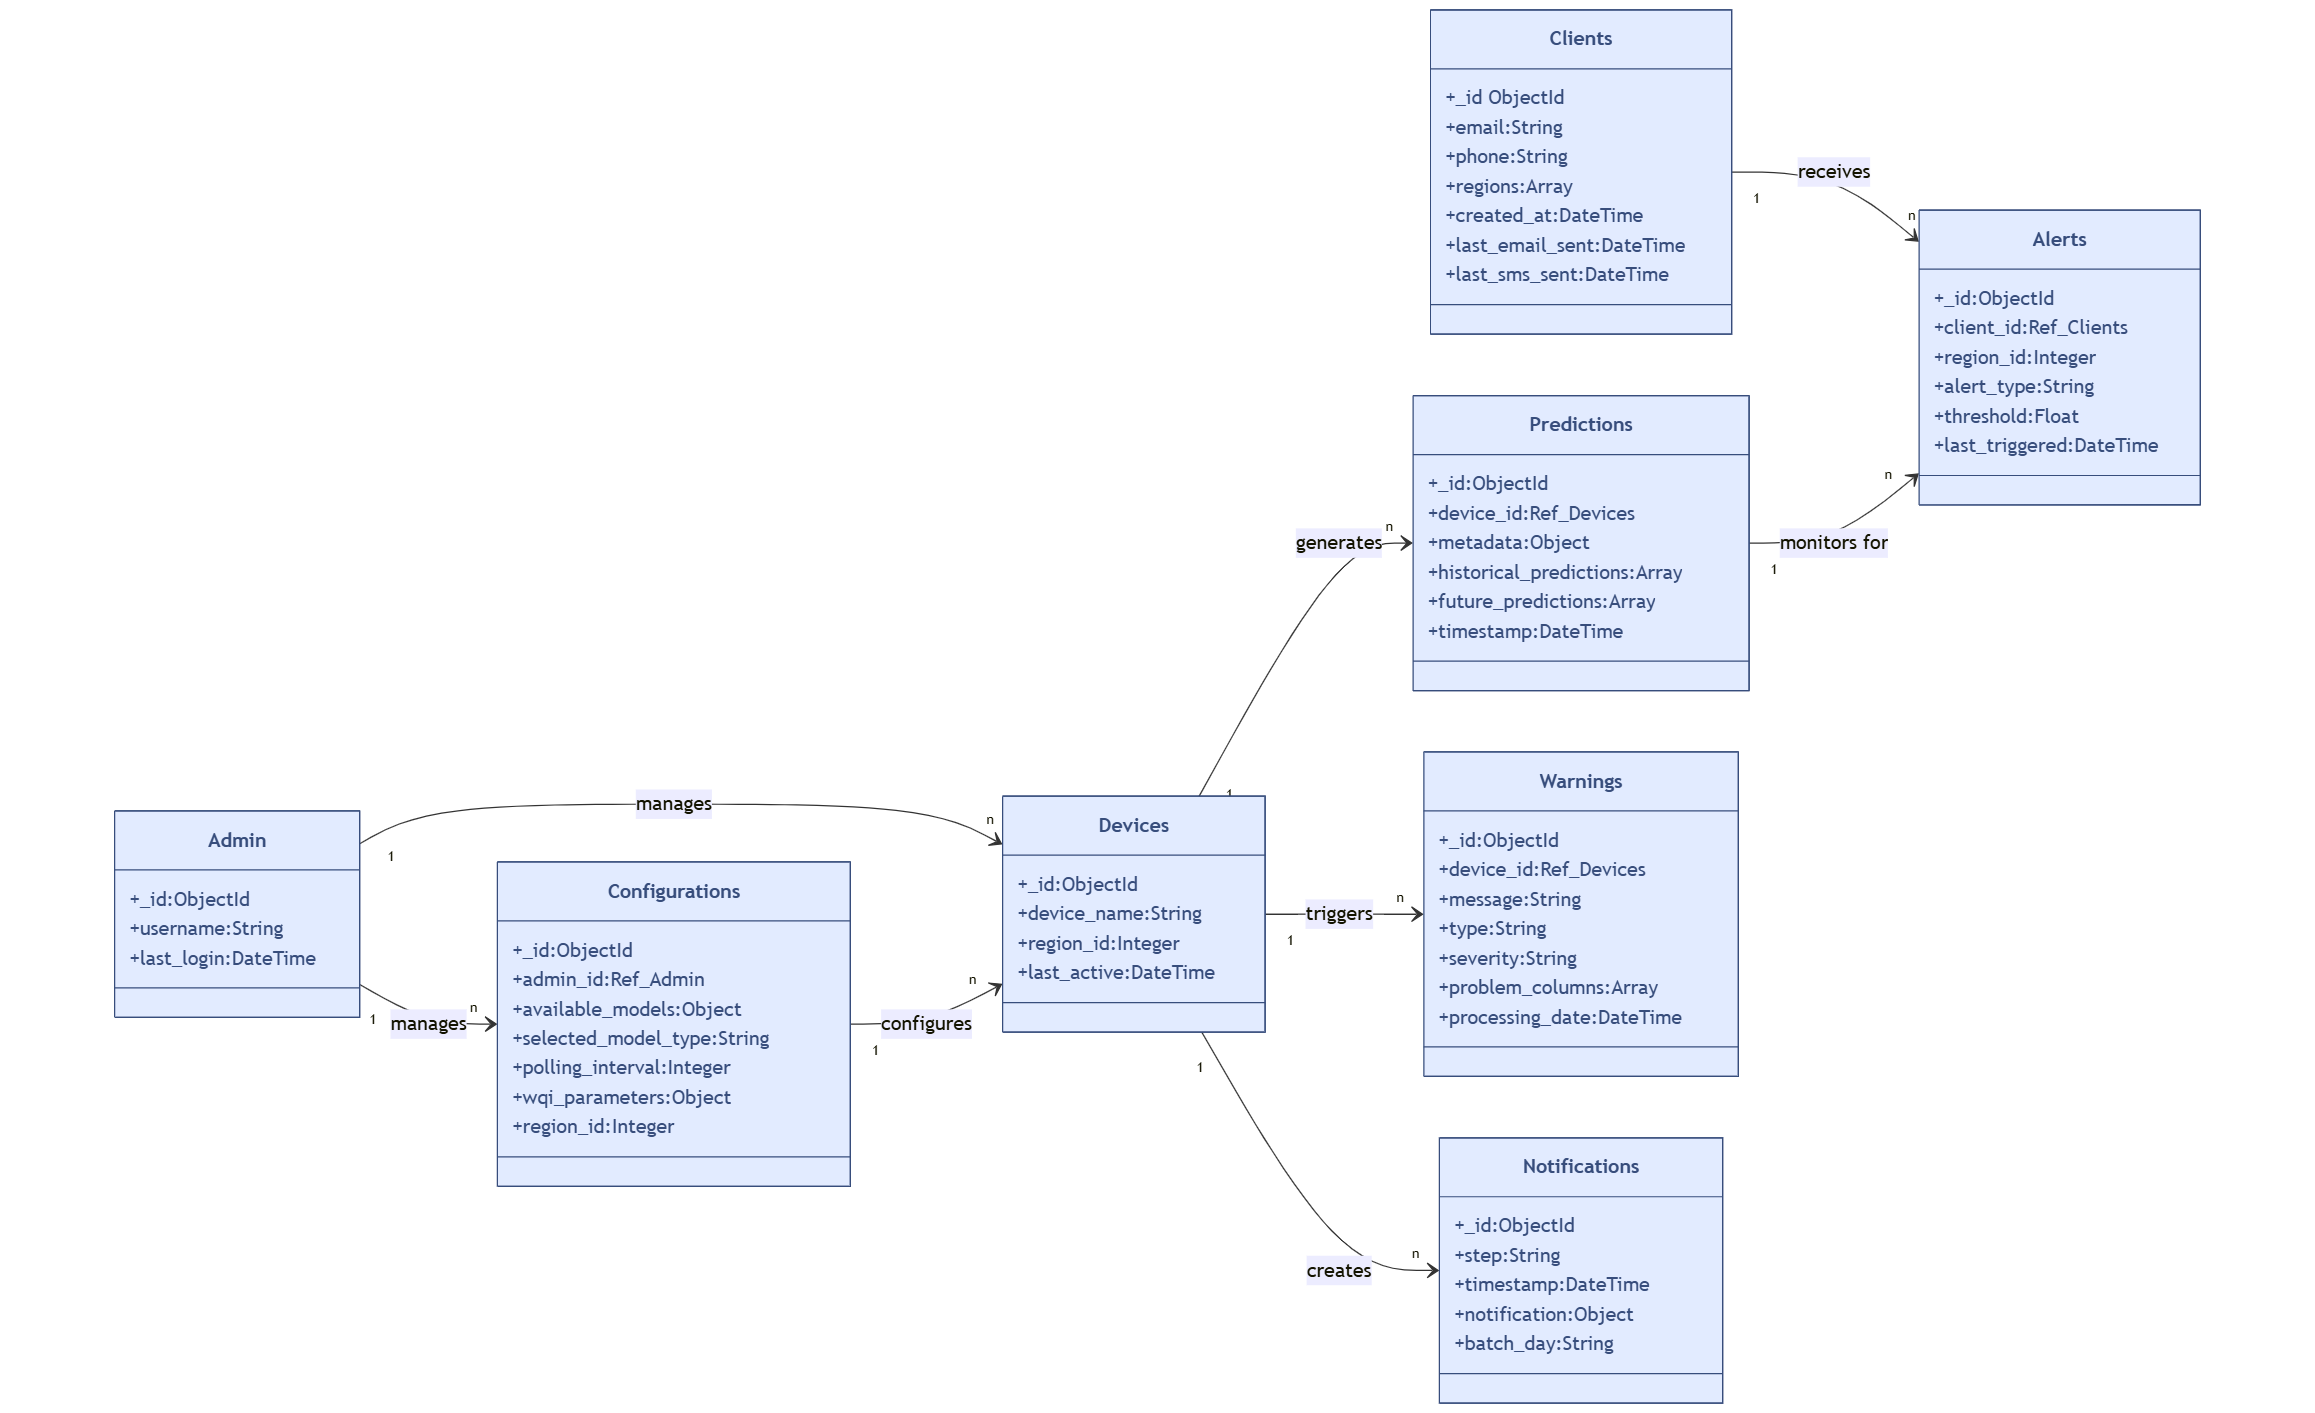 Clients
+_id ObjectId
+email:String
+phone:String
+regions:Array
+created_at:DateTime
+last_email_sent:DateTime
+last_sms_sent:DateTime
receives
1
n
Alerts
+_id:ObjectId
+client_id:Ref_Clients
+region_id:Integer
+alert_type:String
+threshold:Float
+last_triggered:DateTime
Predictions
+_id:ObjectId
+device_id:Ref_Devices
+metadata:Object
+historical_predictions:Array
+future_predictions:Array
+timestamp:DateTime
generates
n
1
monitors for
n
1
Admin
+_id:ObjectId
+username:String
+last_login:DateTime
manages
1
n
manages
1
n
Configurations
+_id:ObjectId
+admin_id:Ref_Admin
+available_models:Object
+selected_model_type:String
+polling_interval:Integer
+wqi_parameters:Object
+region_id:Integer
configures
1
n
Devices
+_id:ObjectId
+device_name:String
+region_id:Integer
+last_active:DateTime
triggers
1
n
Warnings
+_id:ObjectId
+device_id:Ref_Devices
+message:String
+type:String
+severity:String
+problem_columns:Array
+processing_date:DateTime
creates
1
n
Notifications
+_id:ObjectId
+step:String
+timestamp:DateTime
+notification:Object
+batch_day:String